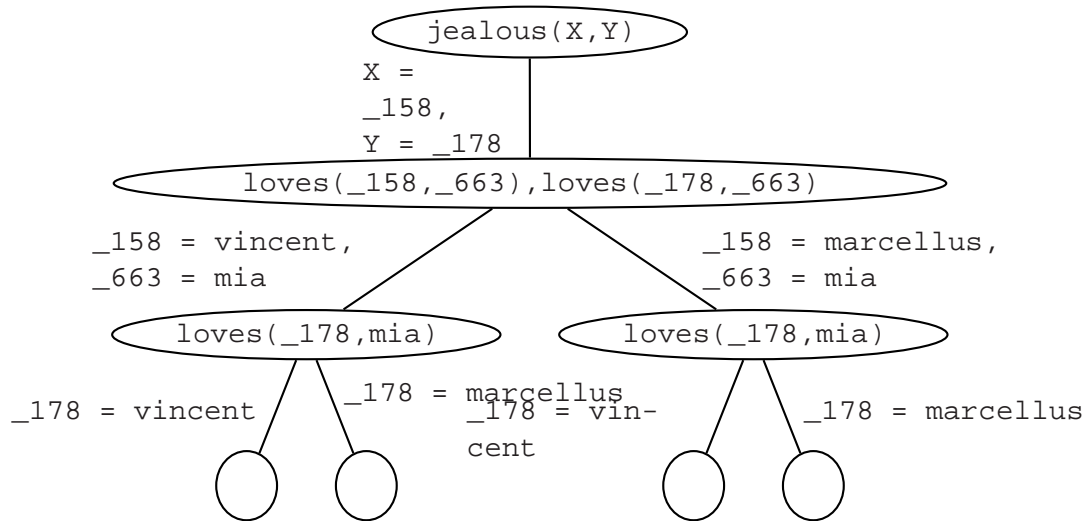 jealous(X,Y)
X =
_158,
Y = _178
loves(_158,_663),loves(_178,_663)
_158 = vincent,
_663 = mia
_158 = marcellus,
_663 = mia
loves(_178,mia)
loves(_178,mia)
_178 = vincent
_178 = marcellus
_178 = vin-
cent
_178 = marcellus